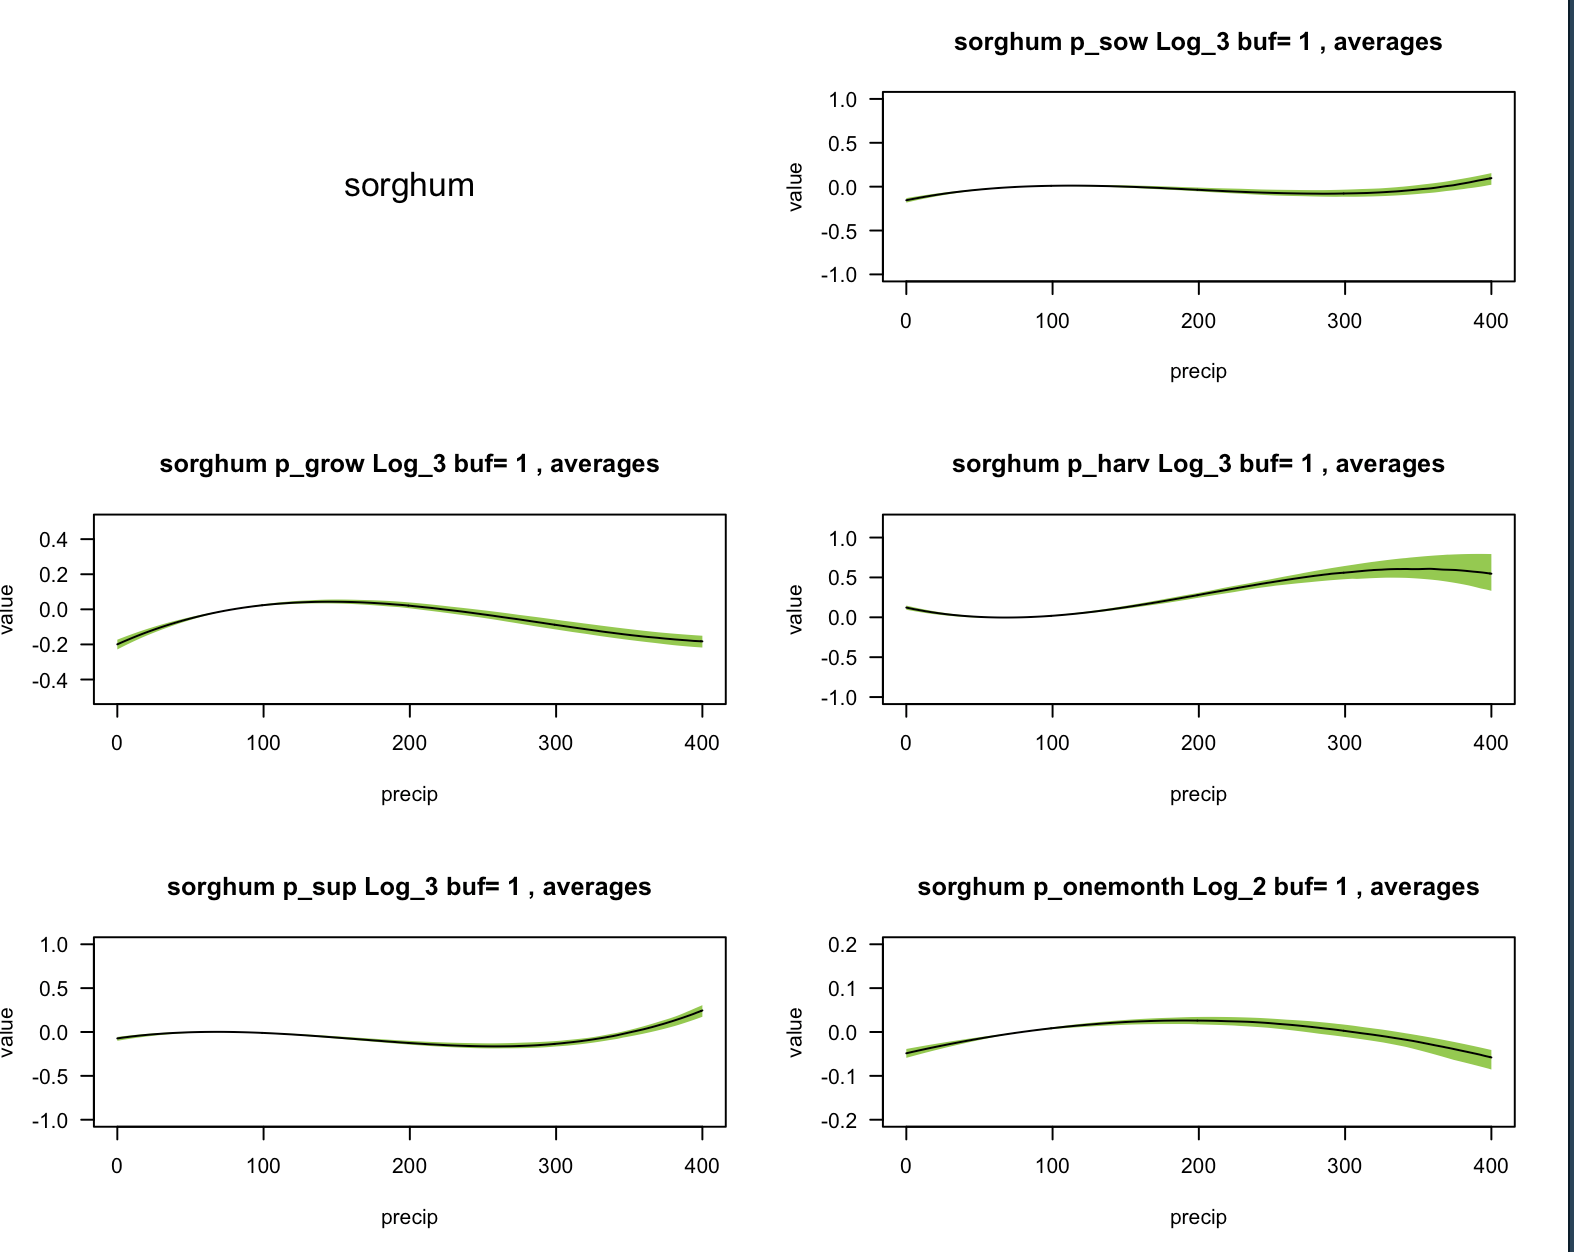 sorghum
sorghum p_sow Log_3 buf= 1 , averages
value
1.0
0.5
0.0
-0.5
-1.0
0 100 200 300 400
precip
sorghum p_grow Log_3 buf= 1 , averages
value
0.4
0.2
0.0
-0.2
-0.4
0 100 200 300 400
precip
sorghum p_harv Log_3 buf= 1 , averages
value
1.0
0.5
0.0
-0.5
-1.0
0 100 200 300 400
precip
sorghum p_sup Log_3 buf= 1 , averages
value
1.0
0.5
0.0
-0.5
-1.0
0 100 200 300 400
precip
sorghum p_onemonth Log_2 buf= 1 , averages
value
0.2
0.1
0.0
-0.1
-0.2
0 100 200 300 400
precip